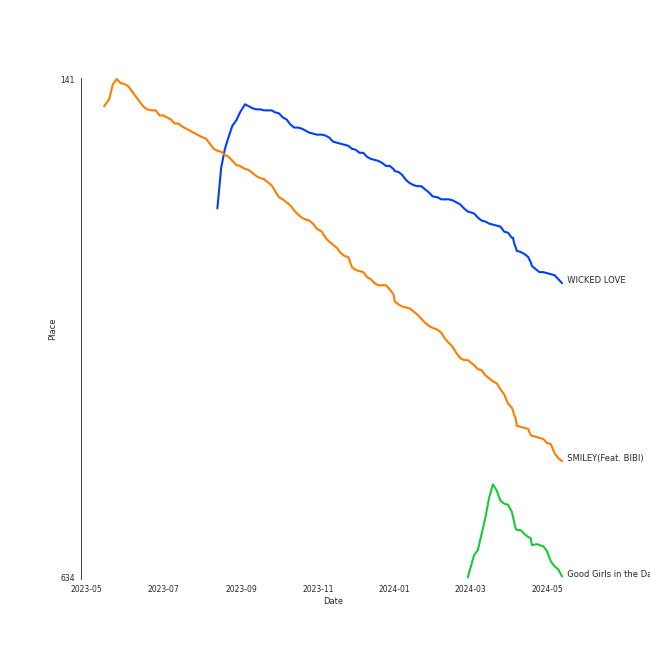 141
WICKED LOVE
Place
SMILEY(Feat. BIBI)
Good Girls in the Da
634
2023-05 2023-07 2023-09 2023-11 2024-01 2024-03 2024-05
Date